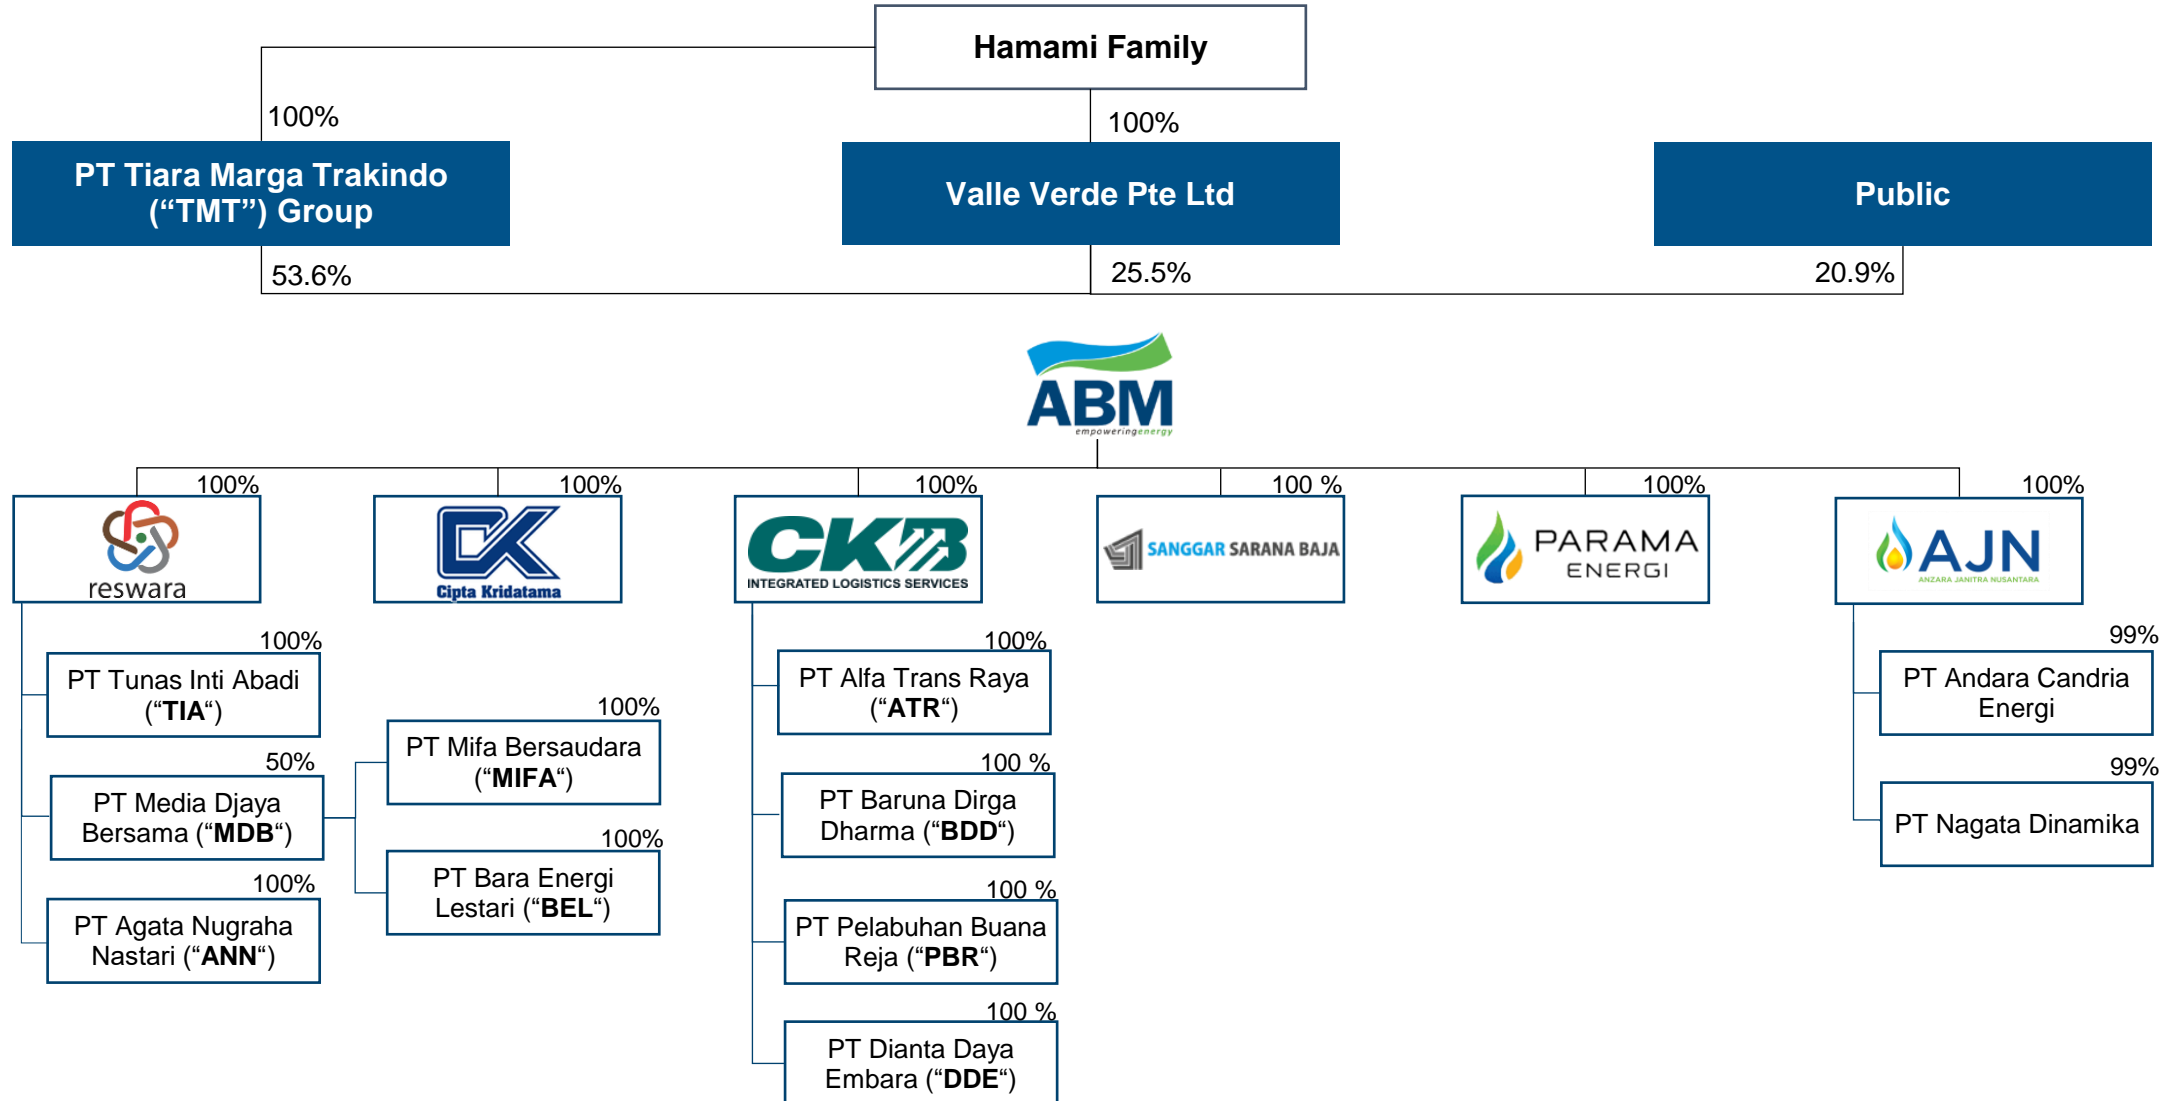 Hamami Family
100%
100%
PT Tiara Marga Trakindo
(“TMT”) Group
Valle Verde Pte Ltd
Public
53.6%
25.5%
20.9%
ABM
empoweringenergy
100%
100%
100%
100 %
100%
100%
reswara
CK
Cipta Kridatama
CKB
INTEGRATED LOGISTICS SERVICES
SANGGAR SARANA BAJA
PARAMA
ENERGI
AJN
ANZARA JANITRA NUSANTARA
100%
PT Tunas Inti Abadi
(“TIA“)
50%
PT Media Djaya
Bersama (“MDB“)
100%
PT Agata Nugraha
Nastari (“ANN“)
100%
PT Mifa Bersaudara
(“MIFA“)
100%
PT Bara Energi
Lestari (“BEL“)
100%
PT Alfa Trans Raya
(“ATR“)
100 %
PT Baruna Dirga
Dharma (“BDD“)
100 %
PT Pelabuhan Buana
Reja (“PBR“)
100 %
PT Dianta Daya
Embara (“DDE“)
99%
PT Andara Candria
Energi
99%
PT Nagata Dinamika